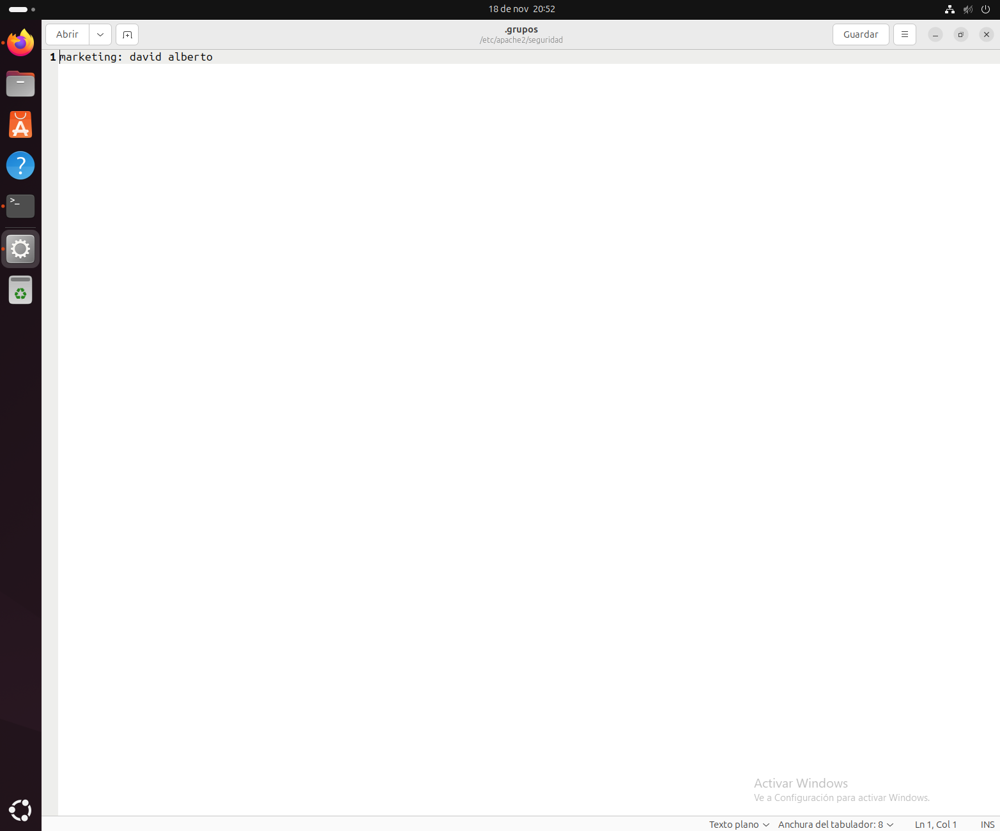 18 de nov  20:52
Abrir
.grupos
/etc/apache2/seguridad
Guardar
1 marketing: david alberto
Activar Windows
Ve a Configuración para activar Windows.
Texto plano
Anchura del tabulador: 8
Ln 1, Col 1
INS